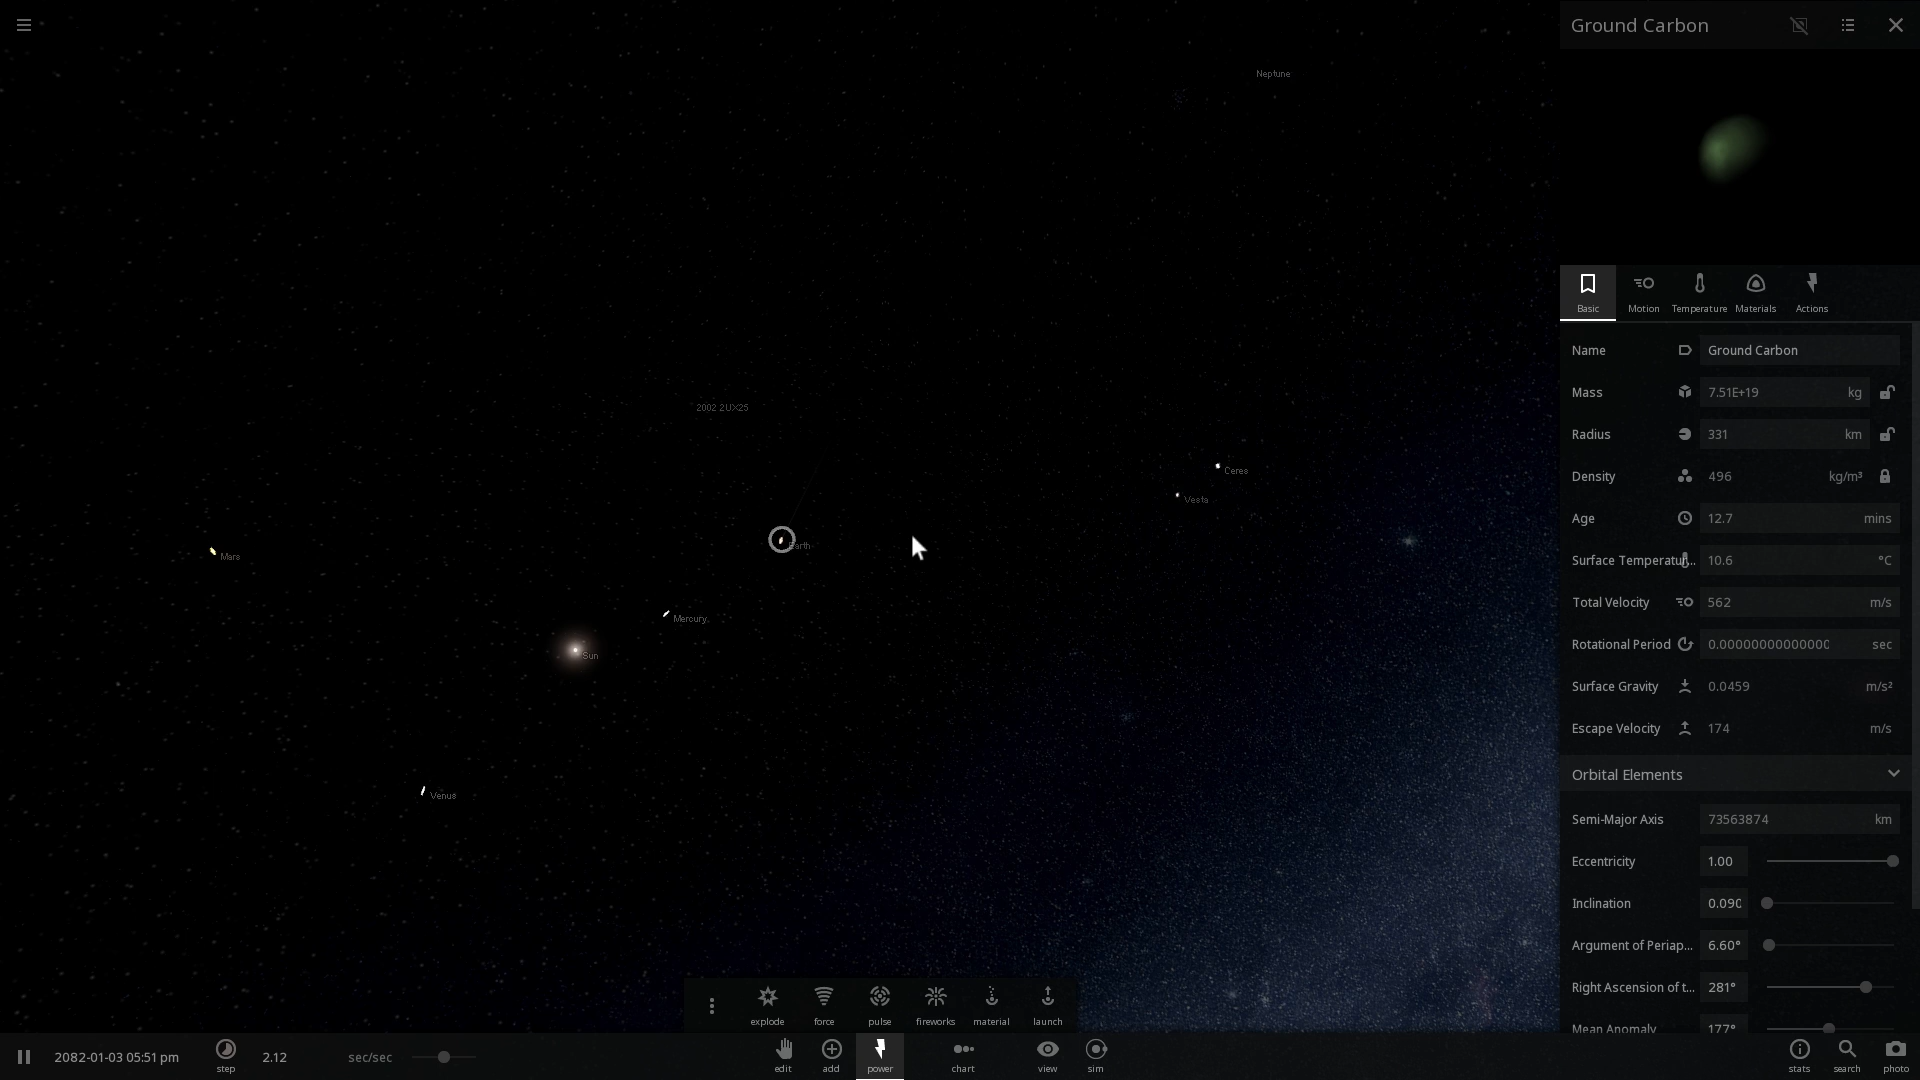 Ground Carbon
Neptune
2002 2UX25
Ceres
Vesta
Earth
Mars
Mercury
Sun
Venus
Basic
Motion
Temperature
Materials
Actions
Name Ground Carbon
Mass 7.51E+19 kg
Radius 331 km
Density 496 kg/m³
Age 12.7 mins
Surface Temperatur... 10.6 °C
Total Velocity 562 m/s
Rotational Period 0.0000000000000 sec
Surface Gravity 0.0459 m/s²
Escape Velocity 174 m/s
Orbital Elements
Semi-Major Axis 73563874 km
Eccentricity 1.00
Inclination 0.090
Argument of Periap... 6.60°
Right Ascension of t... 281°
Mean Anomaly 177°
explode
force
pulse
fireworks
material
launch
2082-01-03 05:51 pm
step
2.12 sec/sec
edit
add
power
chart
view
sim
stats
search
photo